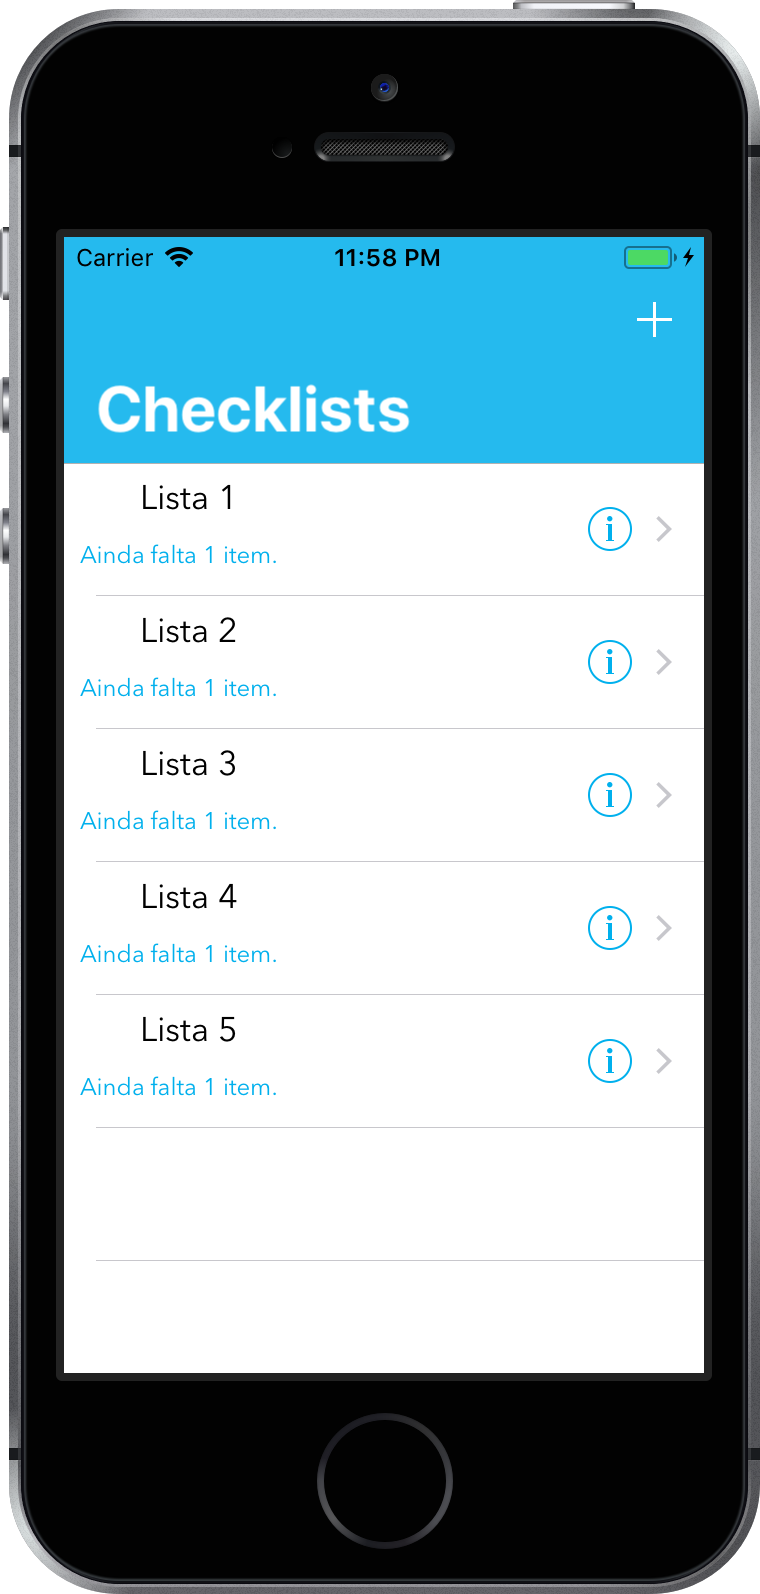 Carrier 11:58 PM
Checklists
Lista 1
Ainda falta 1 item.
Lista 2
Ainda falta 1 item.
Lista 3
Ainda falta 1 item.
Lista 4
Ainda falta 1 item.
Lista 5
Ainda falta 1 item.